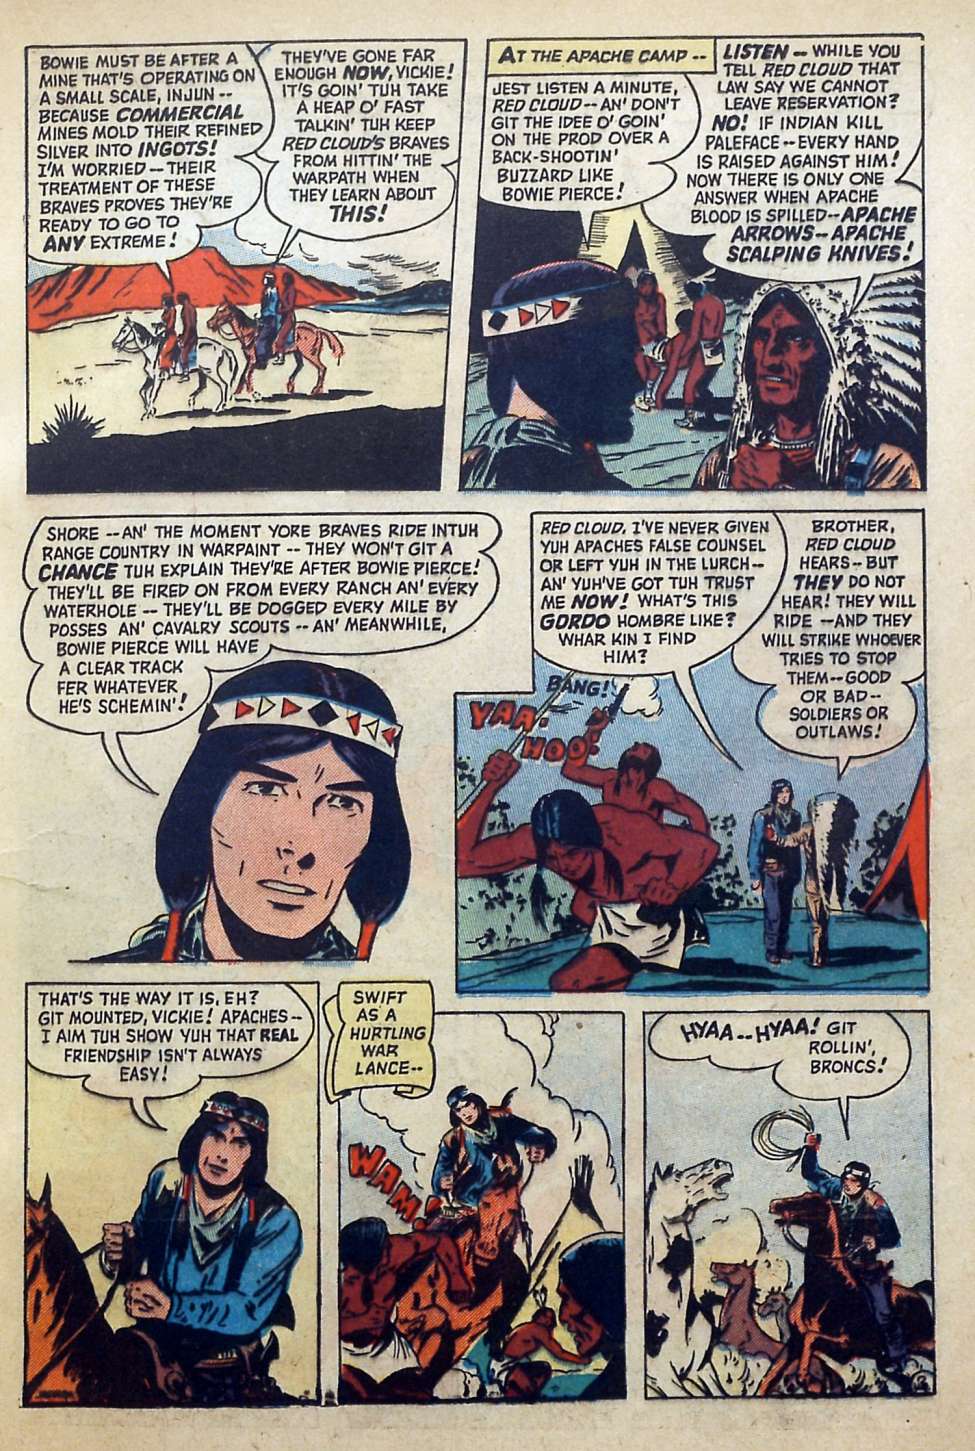 BOWIE MUST BE AFTER A
MINE THAT'S OPERATING ON
A SMALL SCALE, INJUN --
BECAUSE COMMERCIAL
MINES MOLD THEIR REFINED
SILVER INTO INGOTS!
I'M WORRIED -- THEIR
TREATMENT OF THESE
BRAVES PROVES THEY'RE
READY TO GO TO
ANY EXTREME!
THEY'VE GONE FAR
ENOUGH NOW, VICKIE!
IT'S GOIN' TUH TAKE
A HEAP O' FAST
TALKIN' TUH KEEP
RED CLOUD'S BRAVES
FROM HITTIN' THE
WARPATH WHEN
THEY LEARN ABOUT
THIS!
AT THE APACHE CAMP --
JEST LISTEN A MINUTE,
RED CLOUD -- AN' DON'T
GIT THE IDEE O' GOIN'
ON THE PROD OVER A
BACK-SHOOTIN'
BUZZARD LIKE
BOWIE PIERCE!
LISTEN -- WHILE YOU
TELL RED CLOUD THAT
LAW SAY WE CANNOT
LEAVE RESERVATION?
NO! IF INDIAN KILL
PALEFACE -- EVERY HAND
IS RAISED AGAINST HIM!
NOW THERE IS ONLY ONE
ANSWER WHEN APACHE
BLOOD IS SPILLED -- APACHE
ARROWS -- APACHE
SCALPING KNIVES!
SHORE -- AN' THE MOMENT YORE BRAVES RIDE INTUH
RANGE COUNTRY IN WARPAINT -- THEY WON'T GIT A
CHANCE TUH EXPLAIN THEY'RE AFTER BOWIE PIERCE!
THEY'LL BE FIRED ON FROM EVERY RANCH AN' EVERY
WATERHOLE -- THEY'LL BE DOGGED EVERY MILE BY
POSSES AN' CAVALRY SCOUTS -- AN' MEANWHILE,
BOWIE PIERCE WILL HAVE
A CLEAR TRACK
FER WHATEVER
HE'S SCHEMIN'!
RED CLOUD, I'VE NEVER GIVEN
YUH APACHES FALSE COUNSEL
OR LEFT YUH IN THE LURCH --
AN' YUH'VE GOT TUH TRUST
ME NOW! WHAT'S THIS
GORDO HOMBRE LIKE?
WHAR KIN I FIND
HIM?
BROTHER,
RED CLOUD
HEARS -- BUT
THEY DO NOT
HEAR! THEY WILL
RIDE -- AND THEY
WILL STRIKE WHOEVER
TRIES TO STOP
THEM -- GOOD
OR BAD --
SOLDIERS OR
OUTLAWS!
BANG!
YAA-
HOO-
THAT'S THE WAY IT IS, EH?
GIT MOUNTED, VICKIE! APACHES --
I AIM TUH SHOW YUH THAT REAL
FRIENDSHIP ISN'T ALWAYS
EASY!
SWIFT
AS A
HURTLING
WAR
LANCE --
WAM!
HYAA -- HYAA! GIT
ROLLIN',
BRONCS!